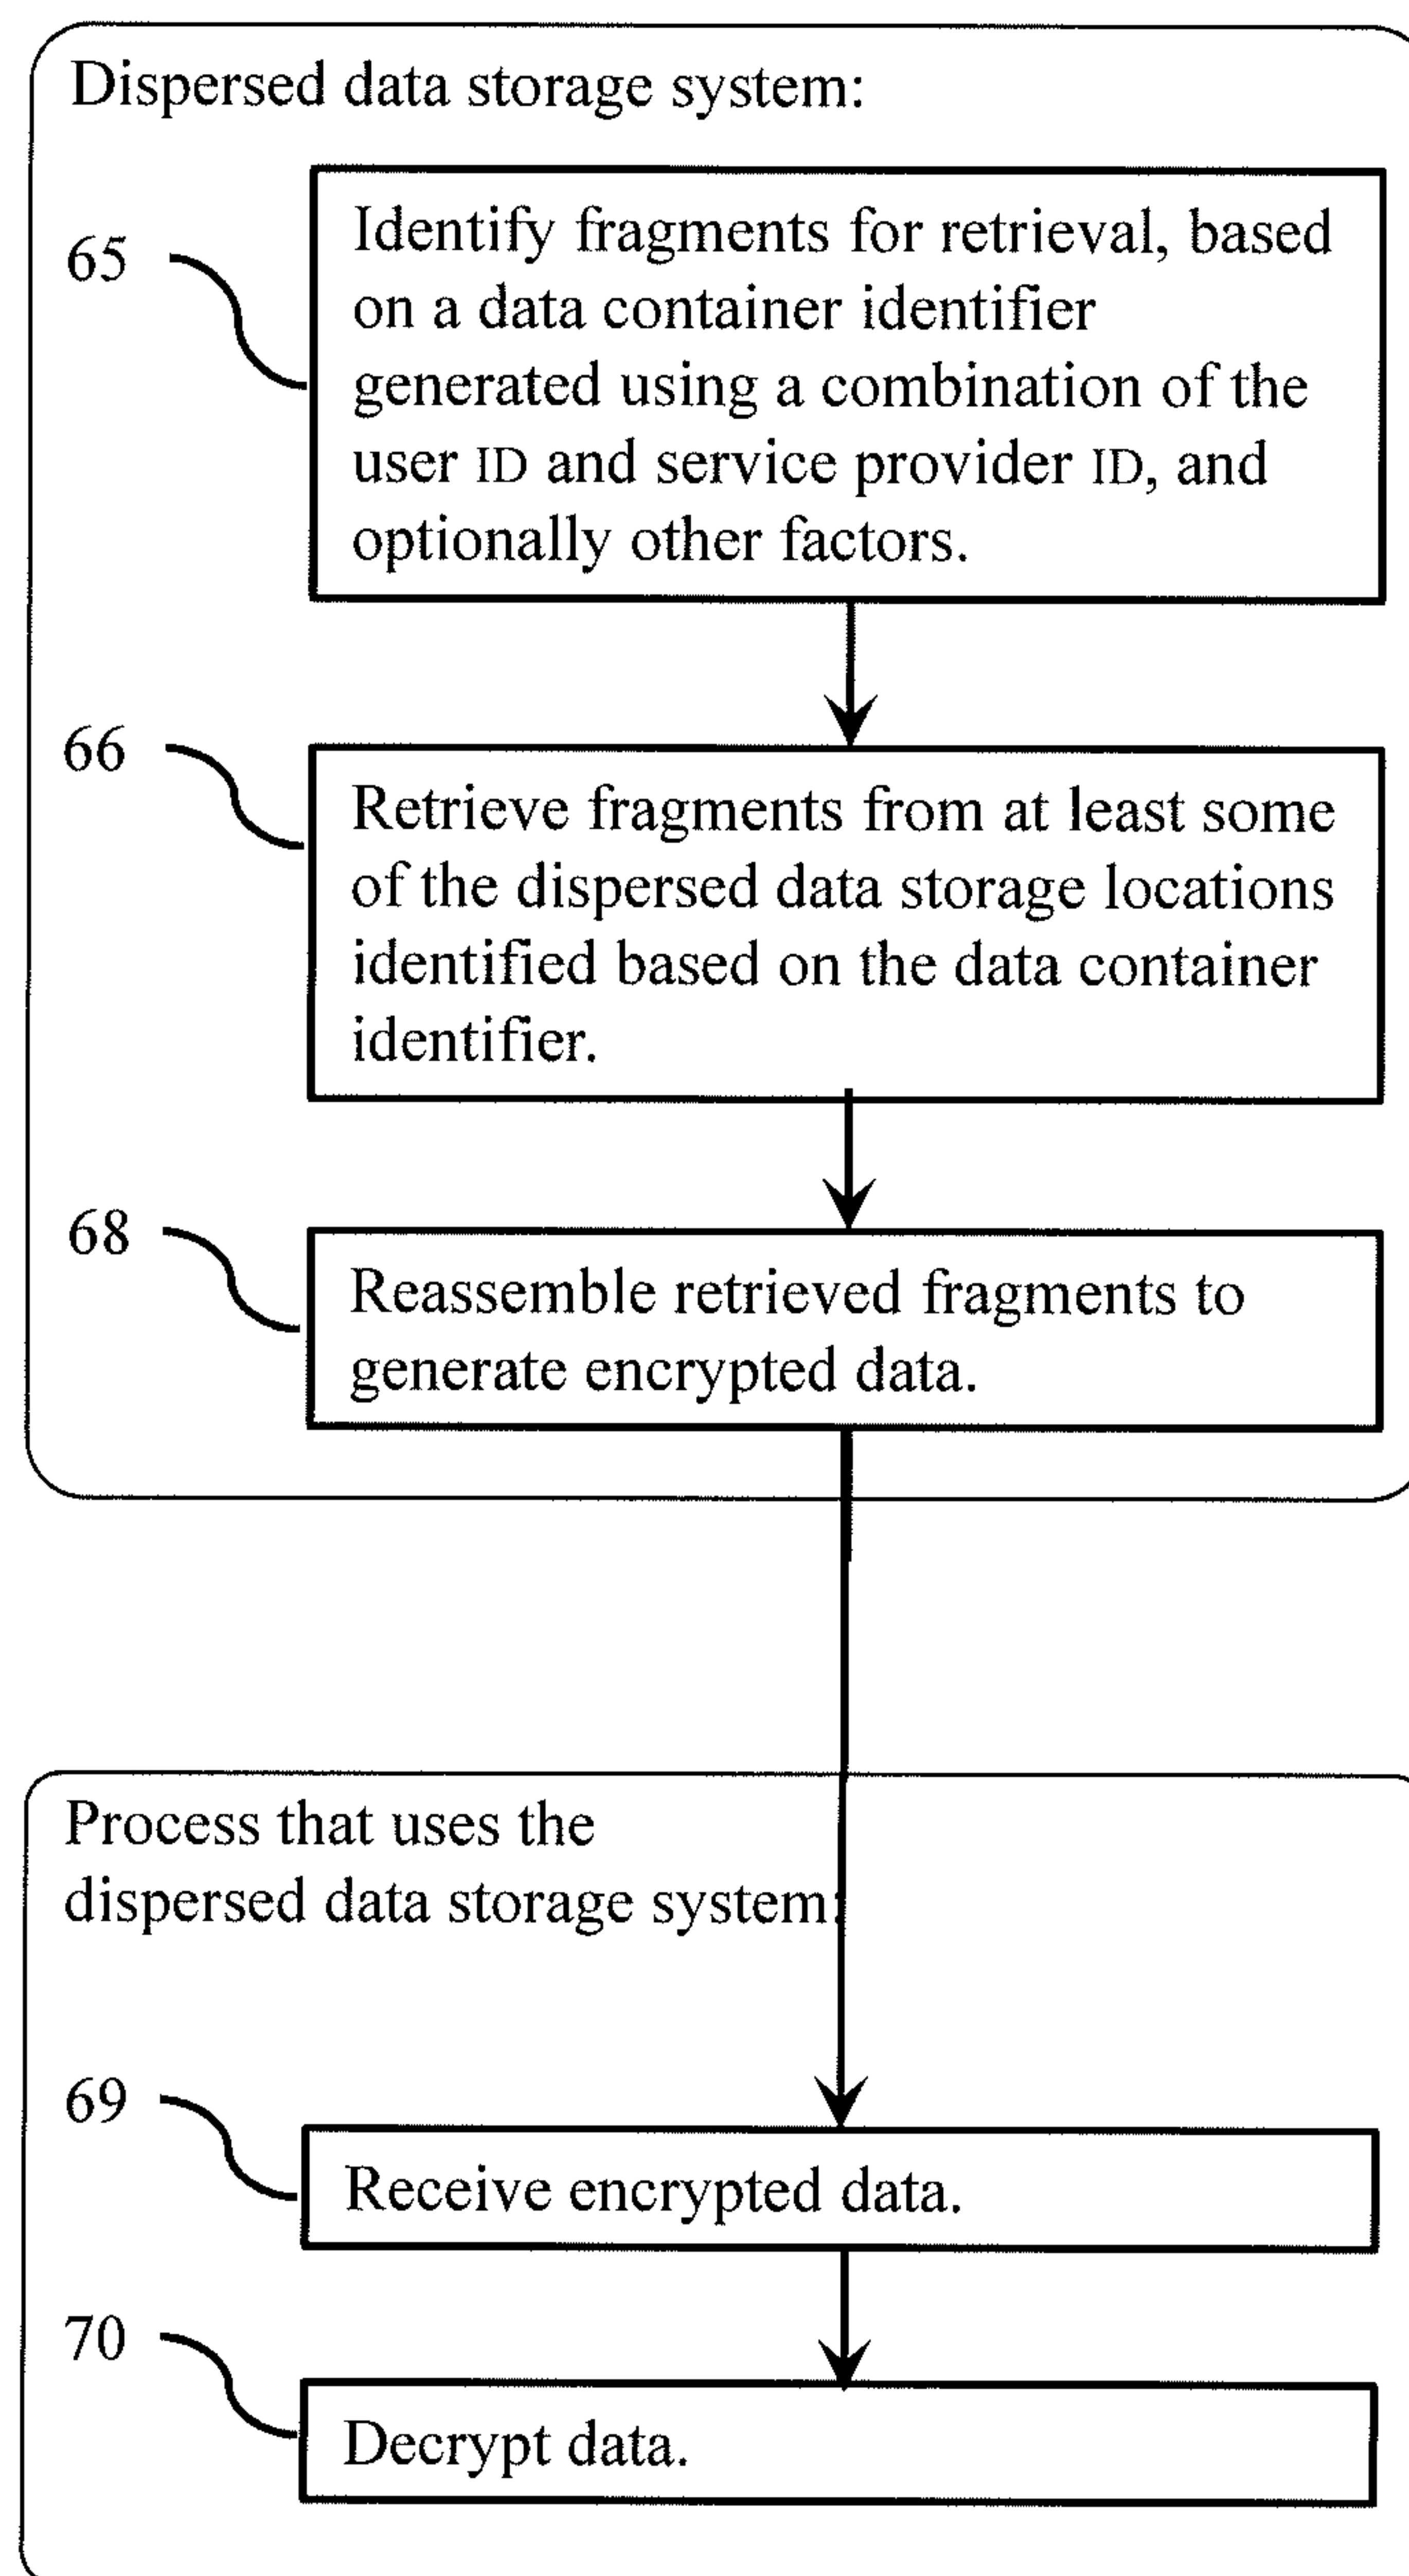 Dispersed data storage system:
65
Identify fragments for retrieval, based
on a data container identifier
generated using a combination of the
user ID and service provider ID, and
optionally other factors.
66
Retrieve fragments from at least some
of the dispersed data storage locations
identified based on the data container
identifier.
68
Reassemble retrieved fragments to
generate encrypted data.
Process that uses the
dispersed data storage system:
69
Receive encrypted data.
70
Decrypt data.